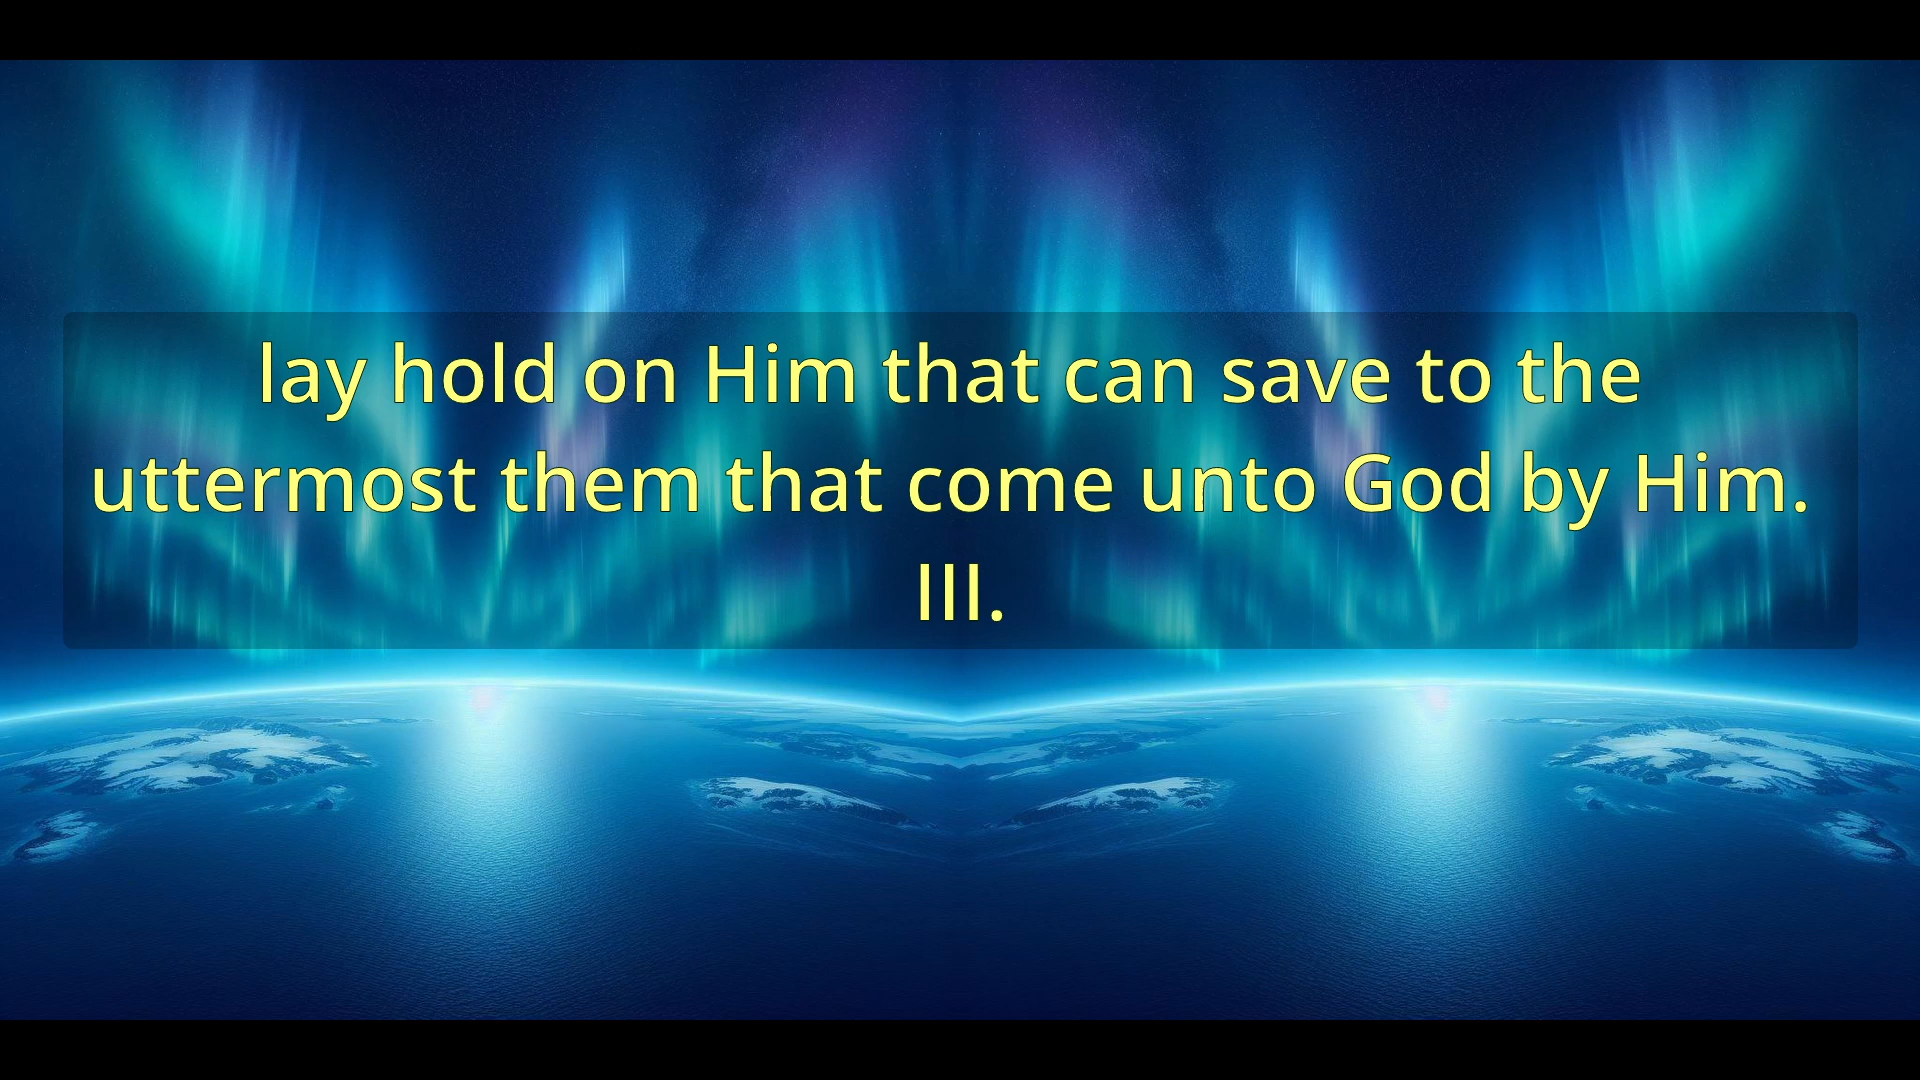 lay hold on Him that can save to the
uttermost them that come unto God by Him.
III.